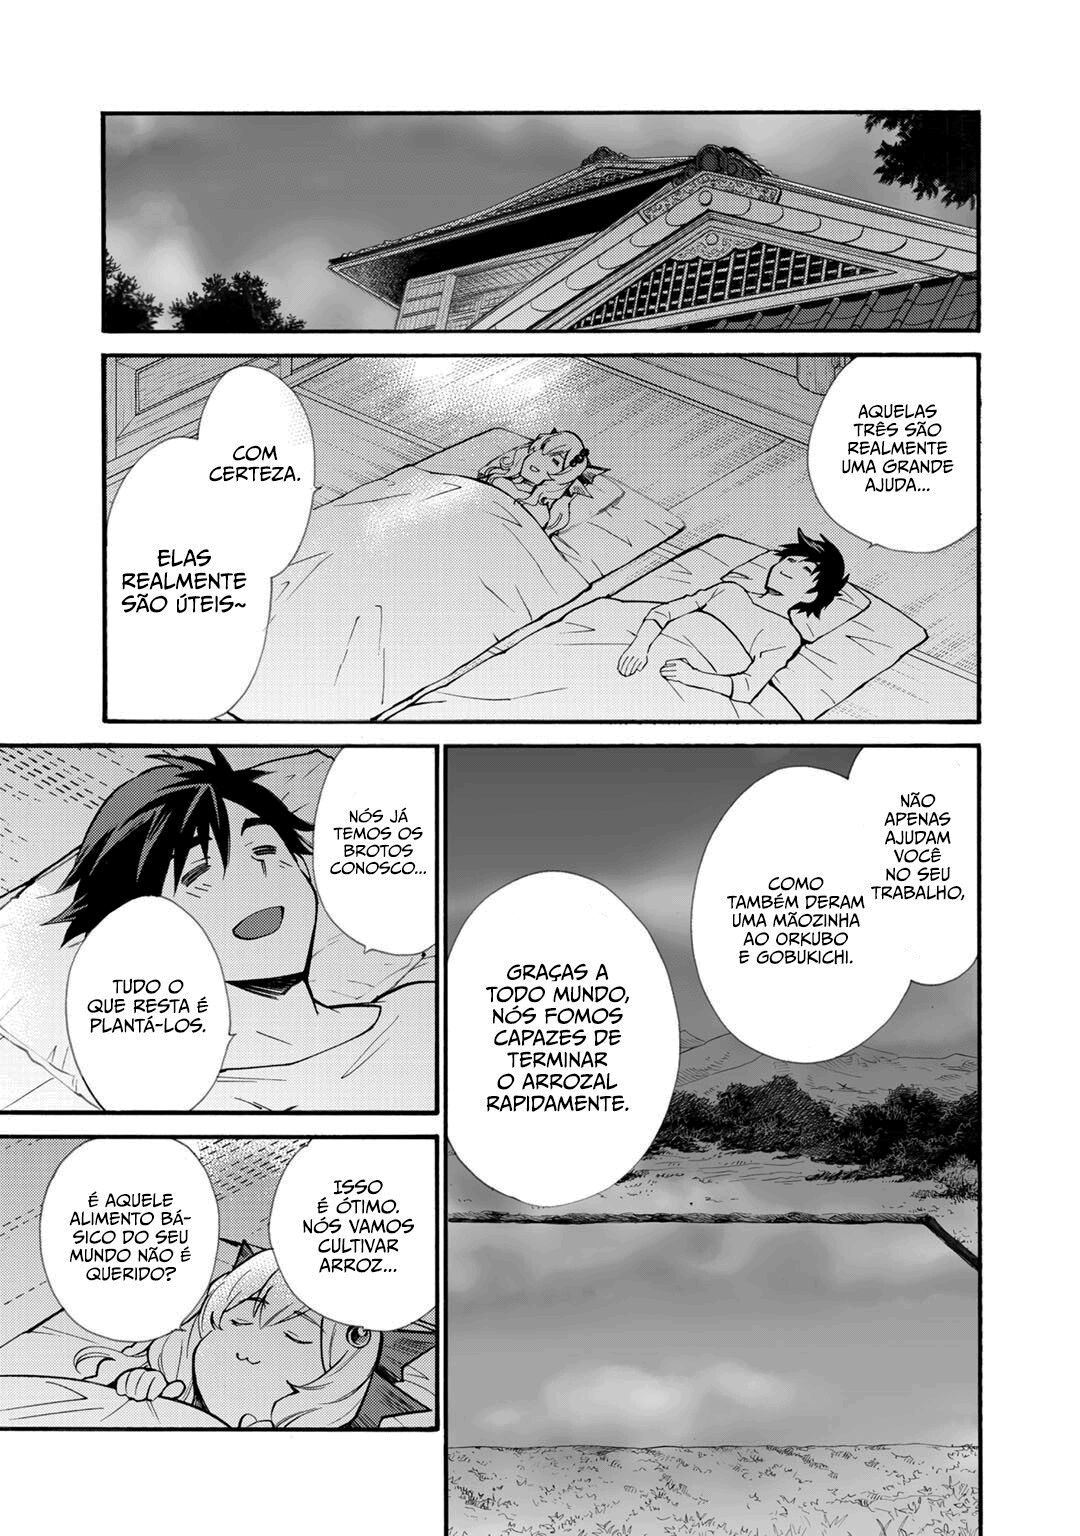 AQUELAS
TRÊS SÃO
REALMENTE
UMA GRANDE
AJUDA...
COM
CERTEZA.
ELAS
REALMENTE
SÃO ÚTEIS~
NÃO
APENAS
AJUDAM
VOCÊ
NO SEU
TRABALHO,
COMO
TAMBÉM DERAM
UMA MÃOZINHA
AO ORKUBO
E GOBUKICHI.
GRAÇAS A
TODO MUNDO,
NÓS FOMOS
CAPAZES DE
TERMINAR
O ARROZAL
RAPIDAMENTE.
NÓS JÁ
TEMOS OS
BROTOS
CONOSCO...
TUDO O
QUE RESTA É
PLANTÁ-LOS.
ISSO
É ÓTIMO.
NÓS VAMOS
CULTIVAR
ARROZ...
É AQUELE
ALIMENTO BÁ-
SICO DO SEU
MUNDO NÃO É
QUERIDO?